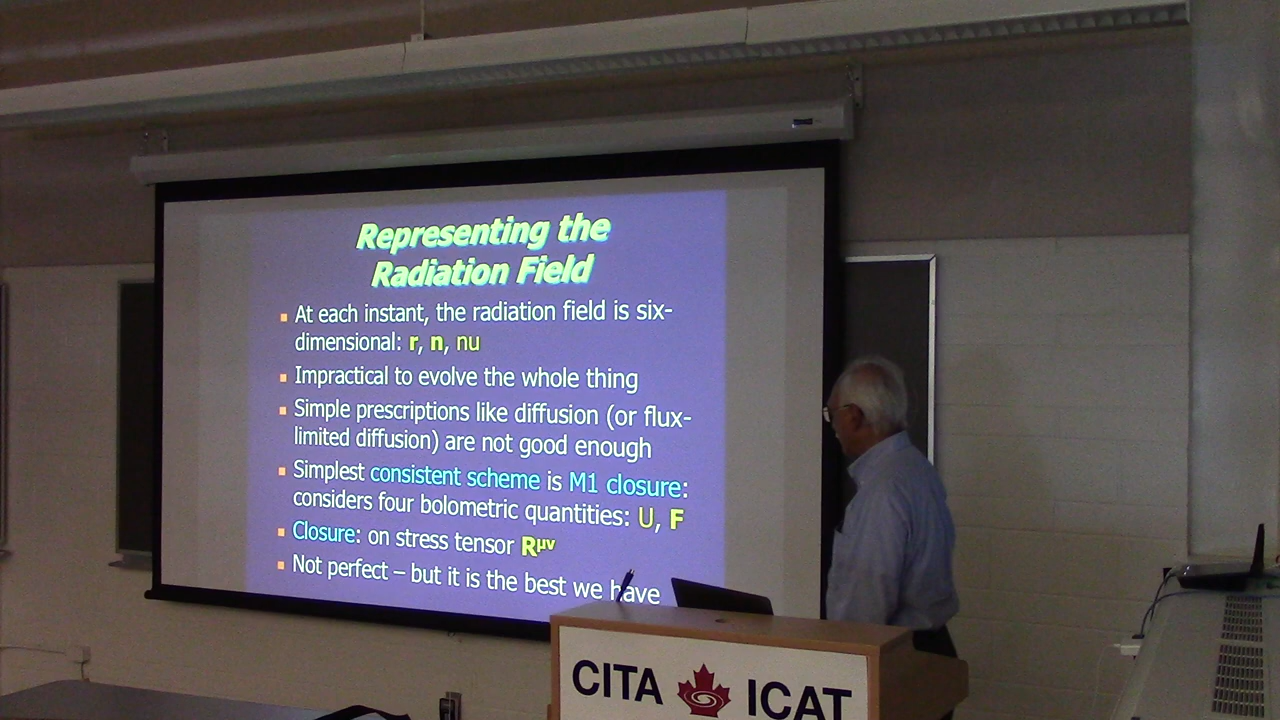 Representing the
Radiation Field
At each instant, the radiation field is six-
dimensional: r, n, nu
Impractical to evolve the whole thing
Simple prescriptions like diffusion (or flux-
limited diffusion) are not good enough
Simplest consistent scheme is M1 closure:
considers four bolometric quantities: U, F
Closure: on stress tensor Rμν
Not perfect – but it is the best we have
CITA ICAT